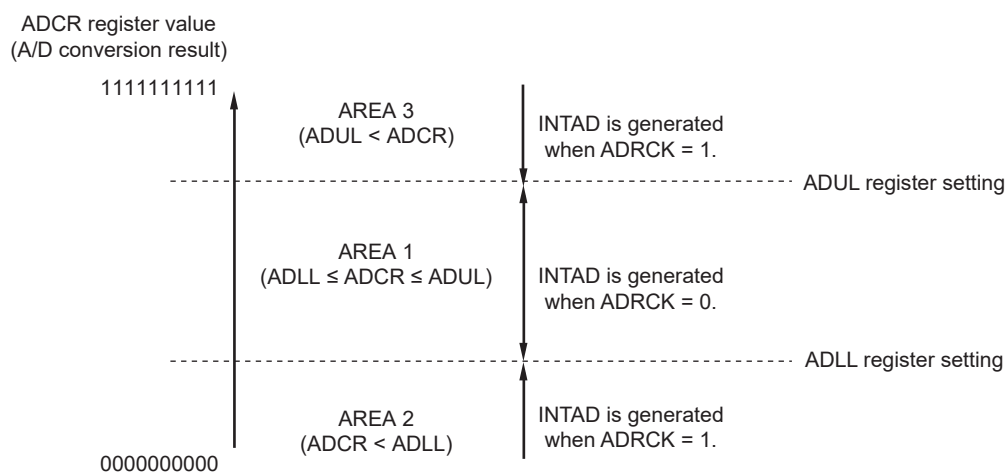 ADCR register value
(A/D conversion result)
1111111111
AREA 3
(ADUL < ADCR)
INTAD is generated
when ADRCK = 1.
ADUL register setting
AREA 1
(ADLL ≤ ADCR ≤ ADUL)
INTAD is generated
when ADRCK = 0.
ADLL register setting
AREA 2
(ADCR < ADLL)
INTAD is generated
when ADRCK = 1.
0000000000